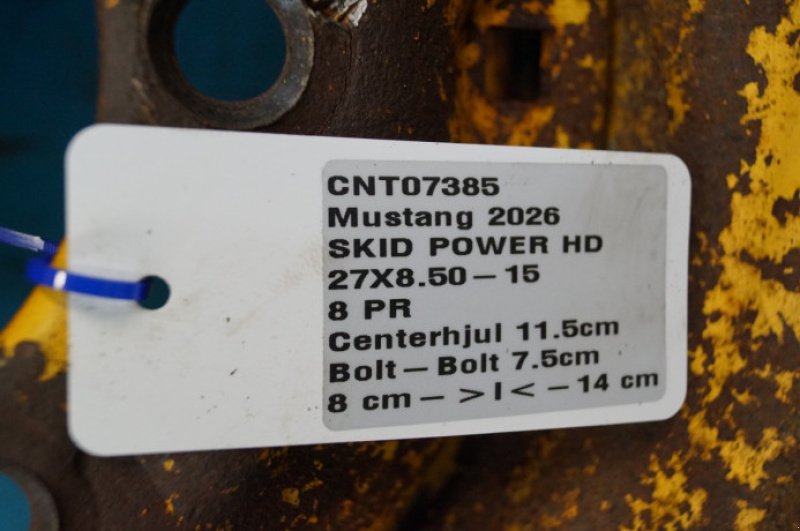 CNT07385
Mustang 2026
SKID POWER HD
27X8.50-15
8 PR
Centerhjul 11.5cm
Bolt-Bolt 7.5cm
8 cm- >I< -14 cm